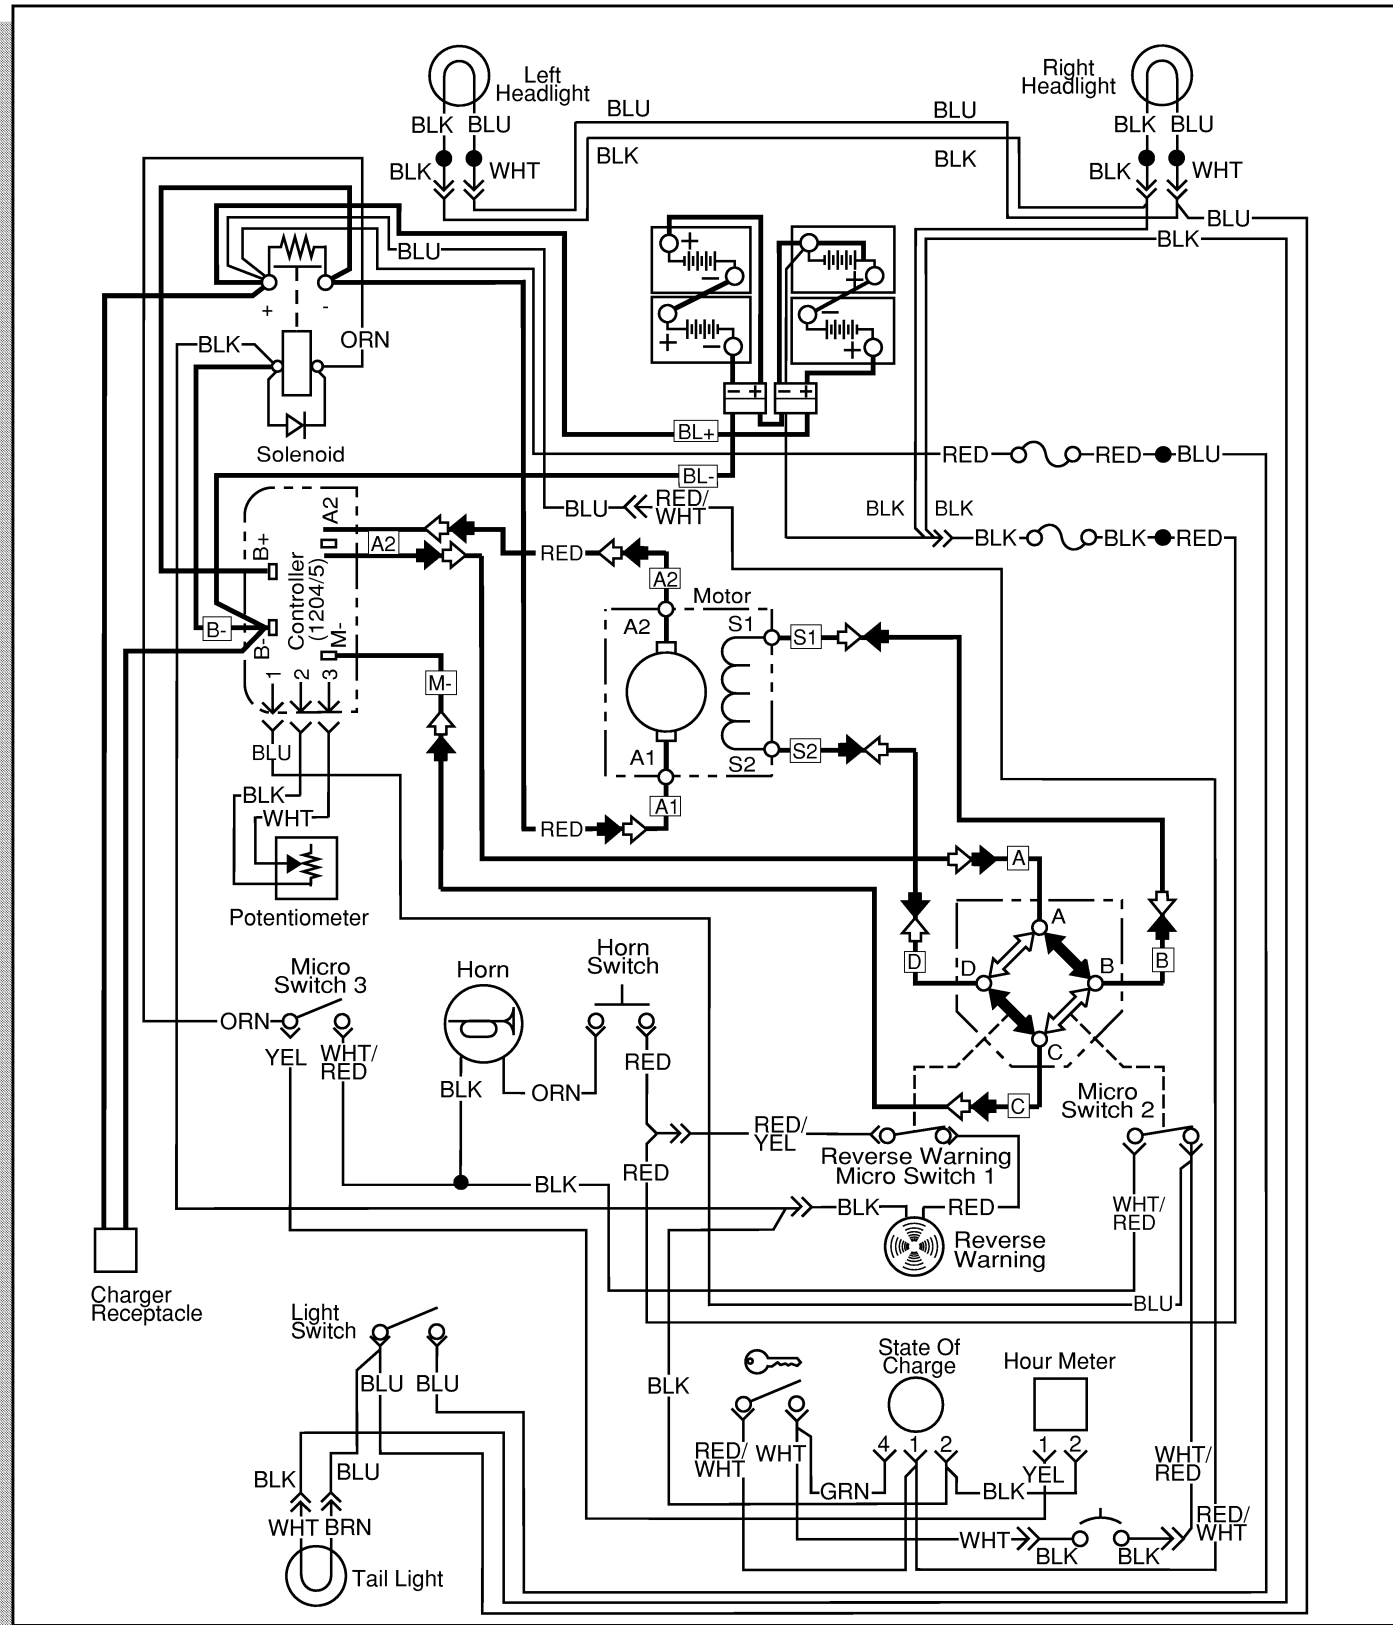 Left
Headlight
Right
Headlight
BLU
BLU
BLK BLU
BLK BLU
BLK
BLK
BLK WHT
BLK WHT
BLU
BLK
BLU
+ -
+ -
- +
+ -
+ -
- + - +
BLK
ORN
Solenoid
BL+
BL-
RED RED BLU
BLU
RED/
WHT
BLK BLK
BLK BLK RED
A2
A2
B+
Controller
(1204/5)
M-
B-
B-
1 2 3
M-
RED
A2
Motor
A2
S1
S1
A1
S2
S2
A1
RED
BLU
BLK
WHT
Potentiometer
A
A
B
B
C
C
D
D
Micro
Switch 3
Horn
Horn
Switch
ORN
YEL
WHT/
RED
BLK
ORN
RED
RED
BLK
RED/
YEL
Micro
Switch 2
Reverse Warning
Micro Switch 1
BLK RED
Reverse
Warning
WHT/
RED
BLU
Charger
Receptacle
Light
Switch
BLU BLU
BLK
BLU
WHT BRN
Tail Light
BLK
State Of
Charge
Hour Meter
RED/
WHT
WHT
4 1 2
1 2
YEL
GRN
BLK
WHT
BLK BLK
WHT/
RED
RED/
WHT